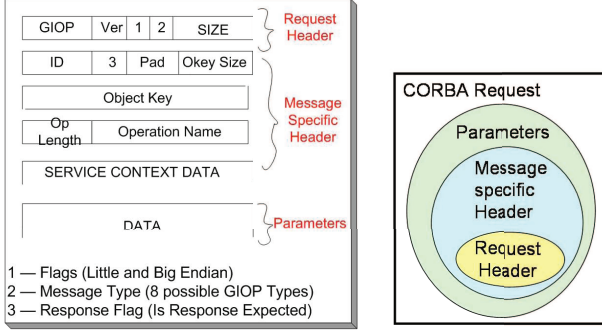 GIOP Ver 1 2 SIZE
Request
Header
ID 3 Pad Okey Size
Object Key
Message
Specific
Header
Op
Length
Operation Name
SERVICE CONTEXT DATA
DATA
Parameters
1 — Flags (Little and Big Endian)
2 — Message Type (8 possible GIOP Types)
3 — Response Flag (Is Response Expected)
CORBA Request
Parameters
Message
specific
Header
Request
Header